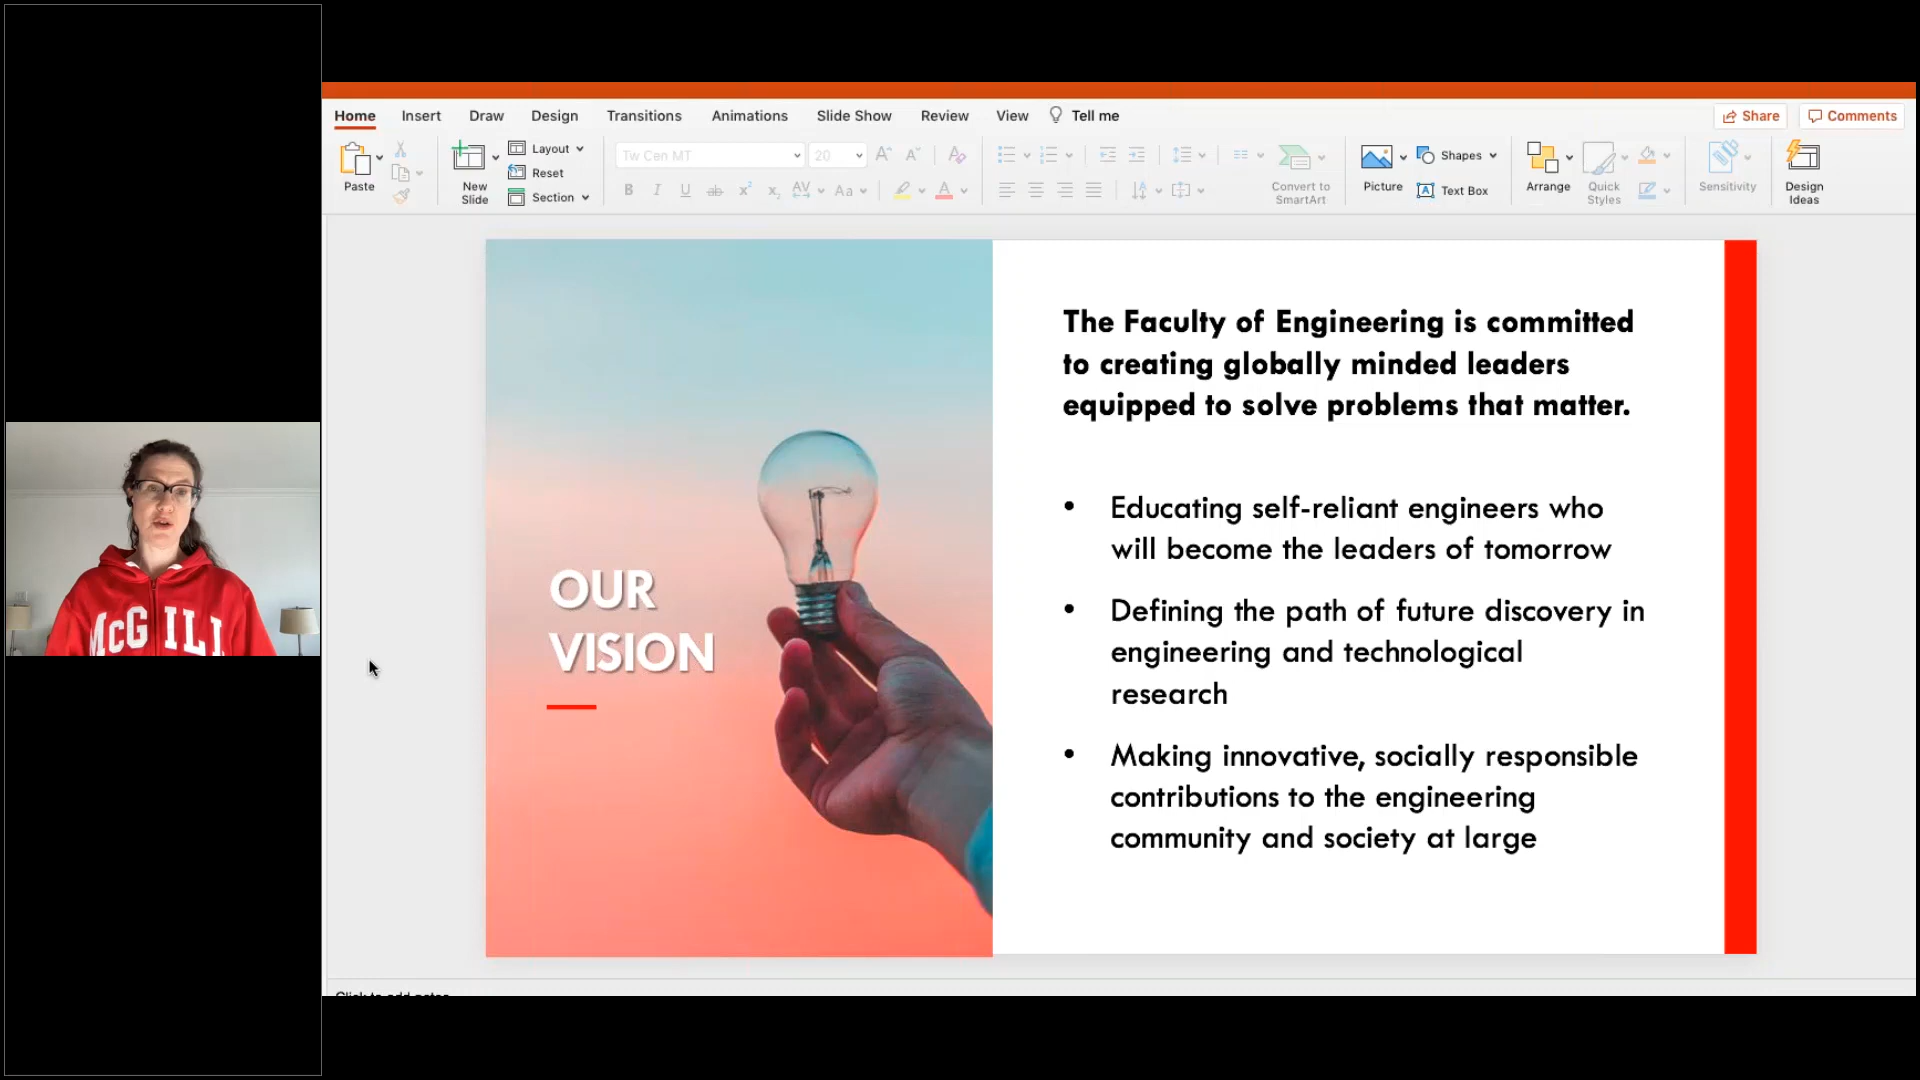 Home Insert Draw Design Transitions Animations Slide Show Review View Tell me Share Comments
Paste
New
Slide
Layout
Reset
Section
Tw Cen MT 20
Convert to
SmartArt
Picture
Shapes
Text Box
Arrange
Quick
Styles
Sensitivity
Design
Ideas
McGILL
OUR
VISION
The Faculty of Engineering is committed
to creating globally minded leaders
equipped to solve problems that matter.
• Educating self-reliant engineers who
will become the leaders of tomorrow
• Defining the path of future discovery in
engineering and technological
research
• Making innovative, socially responsible
contributions to the engineering
community and society at large
Click to add notes